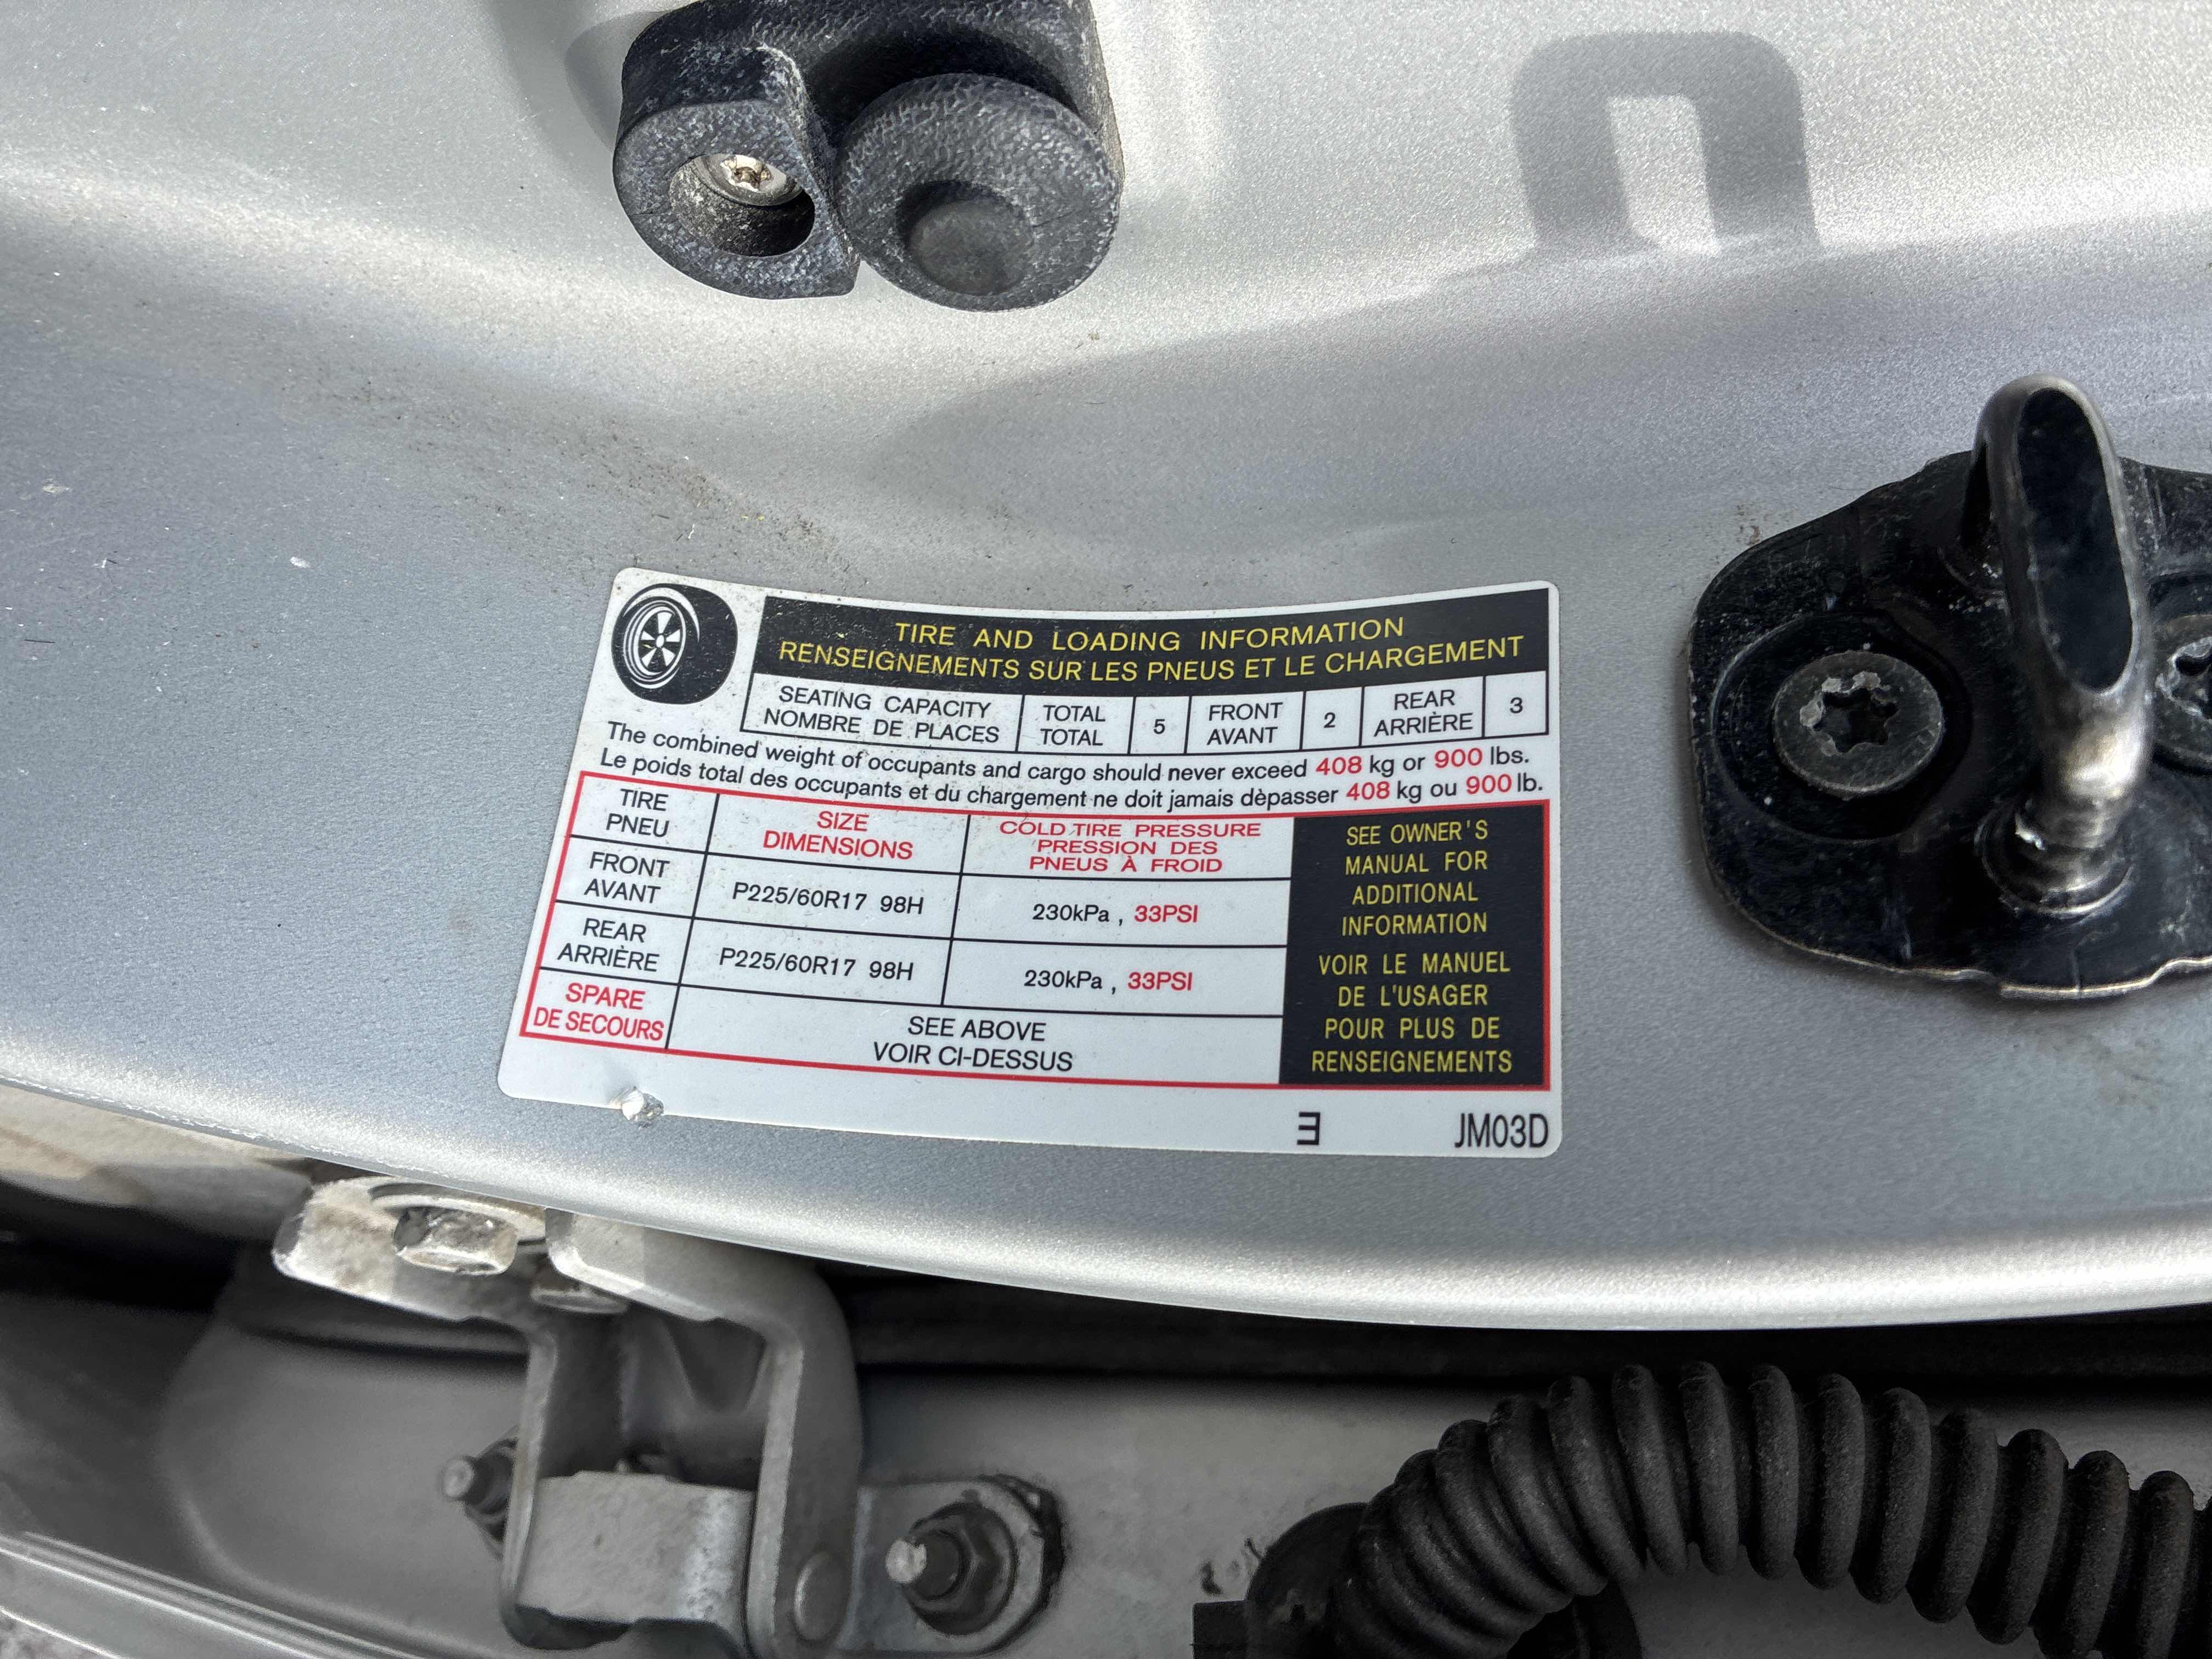 TIRE AND LOADING INFORMATION
RENSEIGNEMENTS SUR LES PNEUS ET LE CHARGEMENT
SEATING CAPACITY
NOMBRE DE PLACES
TOTAL
TOTAL
5
FRONT
AVANT
2
REAR
ARRIÈRE
3
The combined weight of occupants and cargo should never exceed 408 kg or 900 lbs.
Le poids total des occupants et du chargement ne doit jamais dèpasser 408 kg ou 900 lb.
TIRE
PNEU
SIZE
DIMENSIONS
COLD TIRE PRESSURE
PRESSION DES
PNEUS À FROID
FRONT
AVANT
P225/60R17 98H
230kPa , 33PSI
REAR
ARRIÈRE
P225/60R17 98H
230kPa , 33PSI
SPARE
DE SECOURS
SEE ABOVE
VOIR CI-DESSUS
SEE OWNER'S
MANUAL FOR
ADDITIONAL
INFORMATION
VOIR LE MANUEL
DE L'USAGER
POUR PLUS DE
RENSEIGNEMENTS
E JM03D